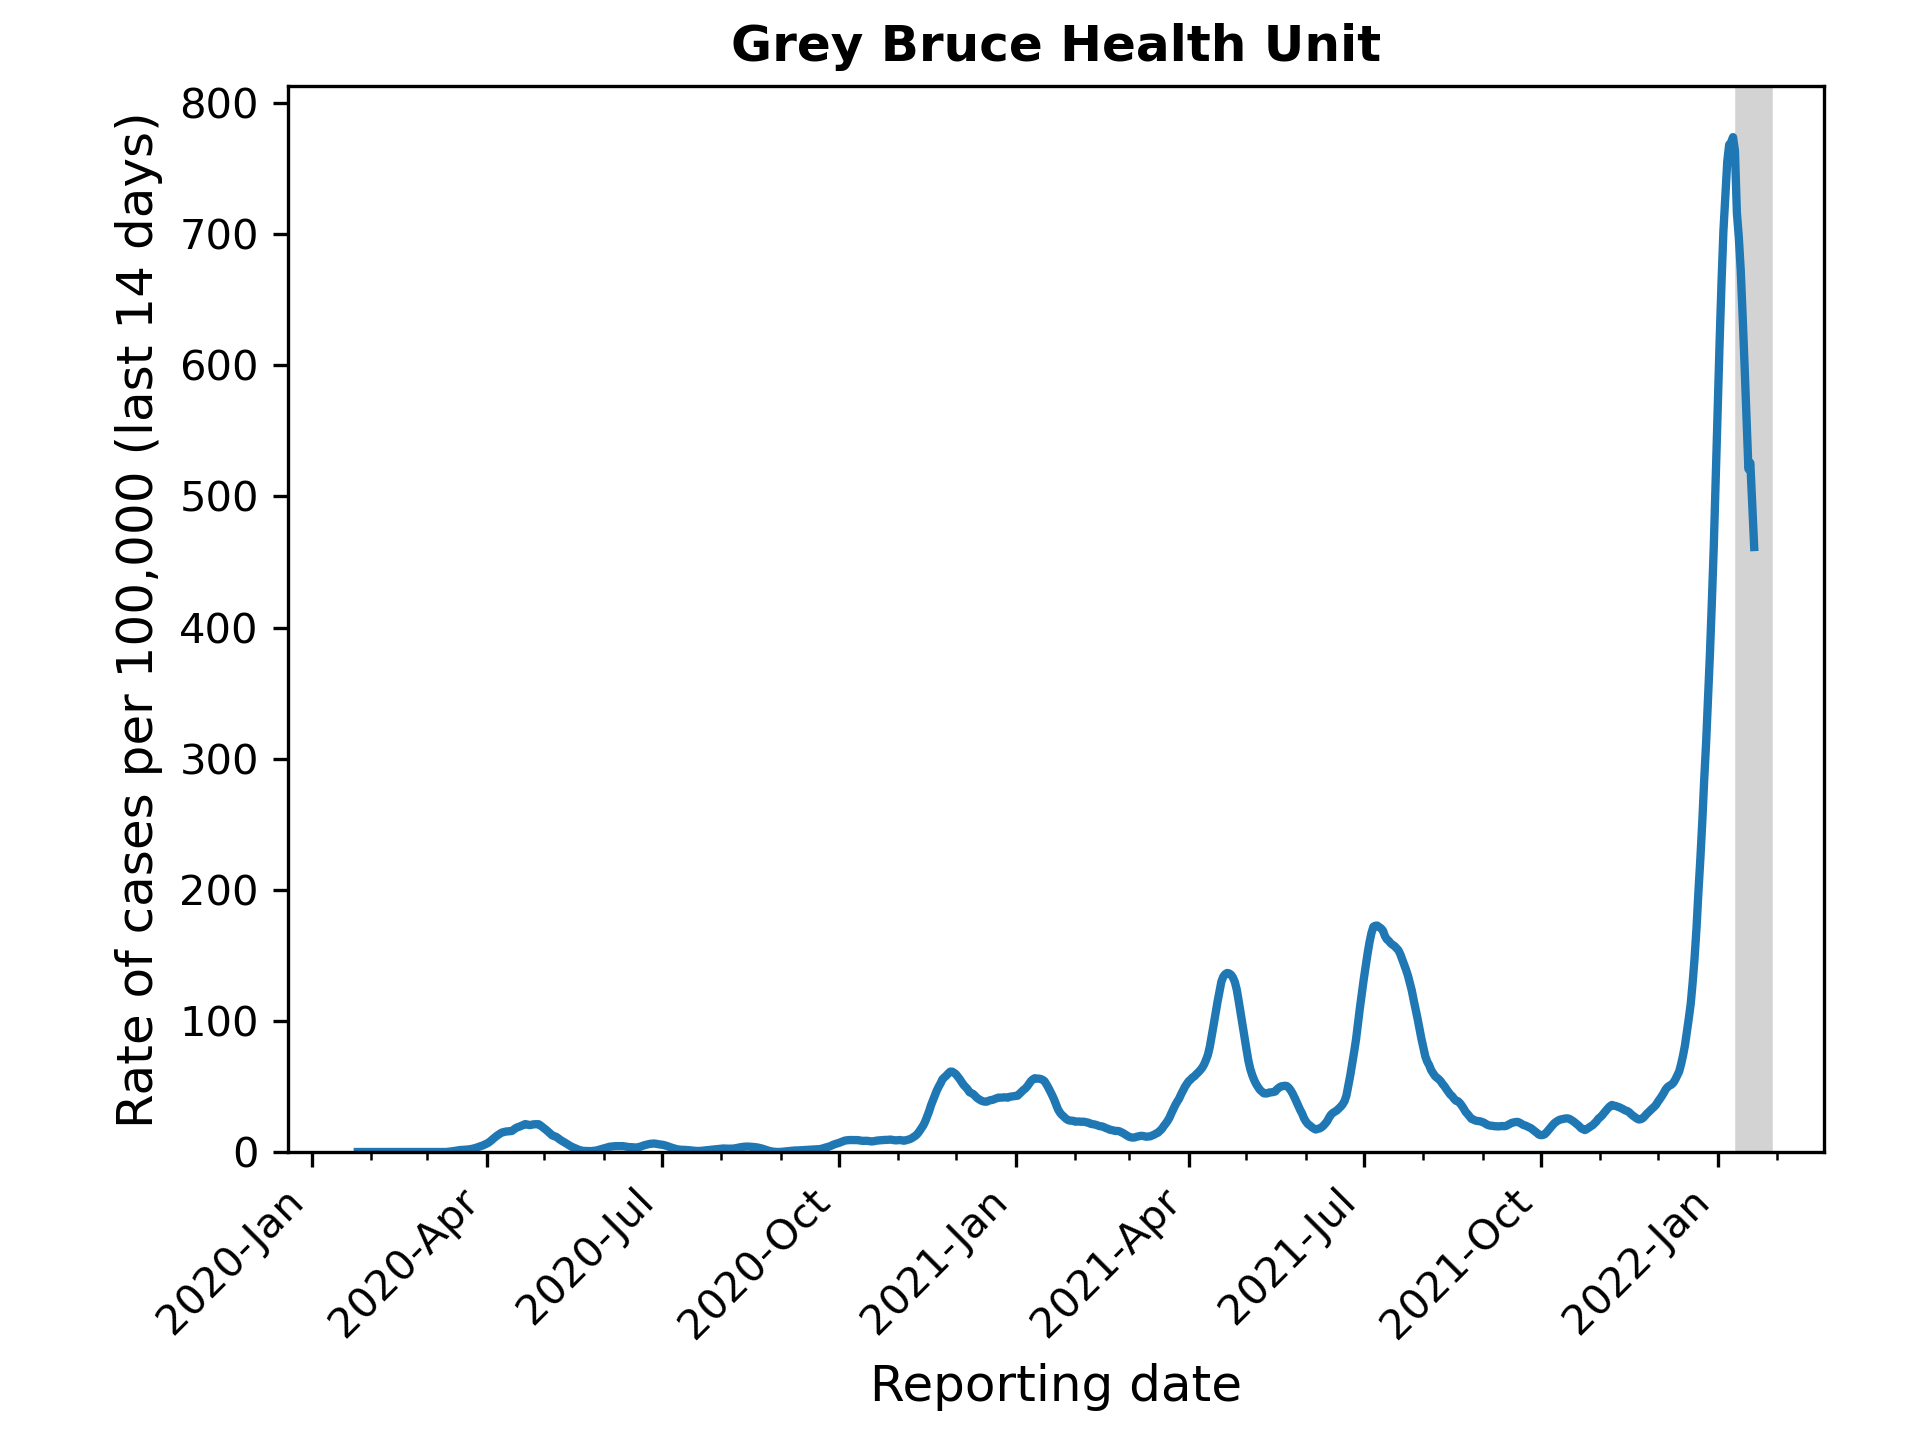 Grey Bruce Health Unit
Rate of cases per 100,000 (last 14 days)
800
700
600
500
400
300
200
100
0
2020-Jan
2020-Apr
2020-Jul
2020-Oct
2021-Jan
2021-Apr
2021-Jul
2021-Oct
2022-Jan
Reporting date